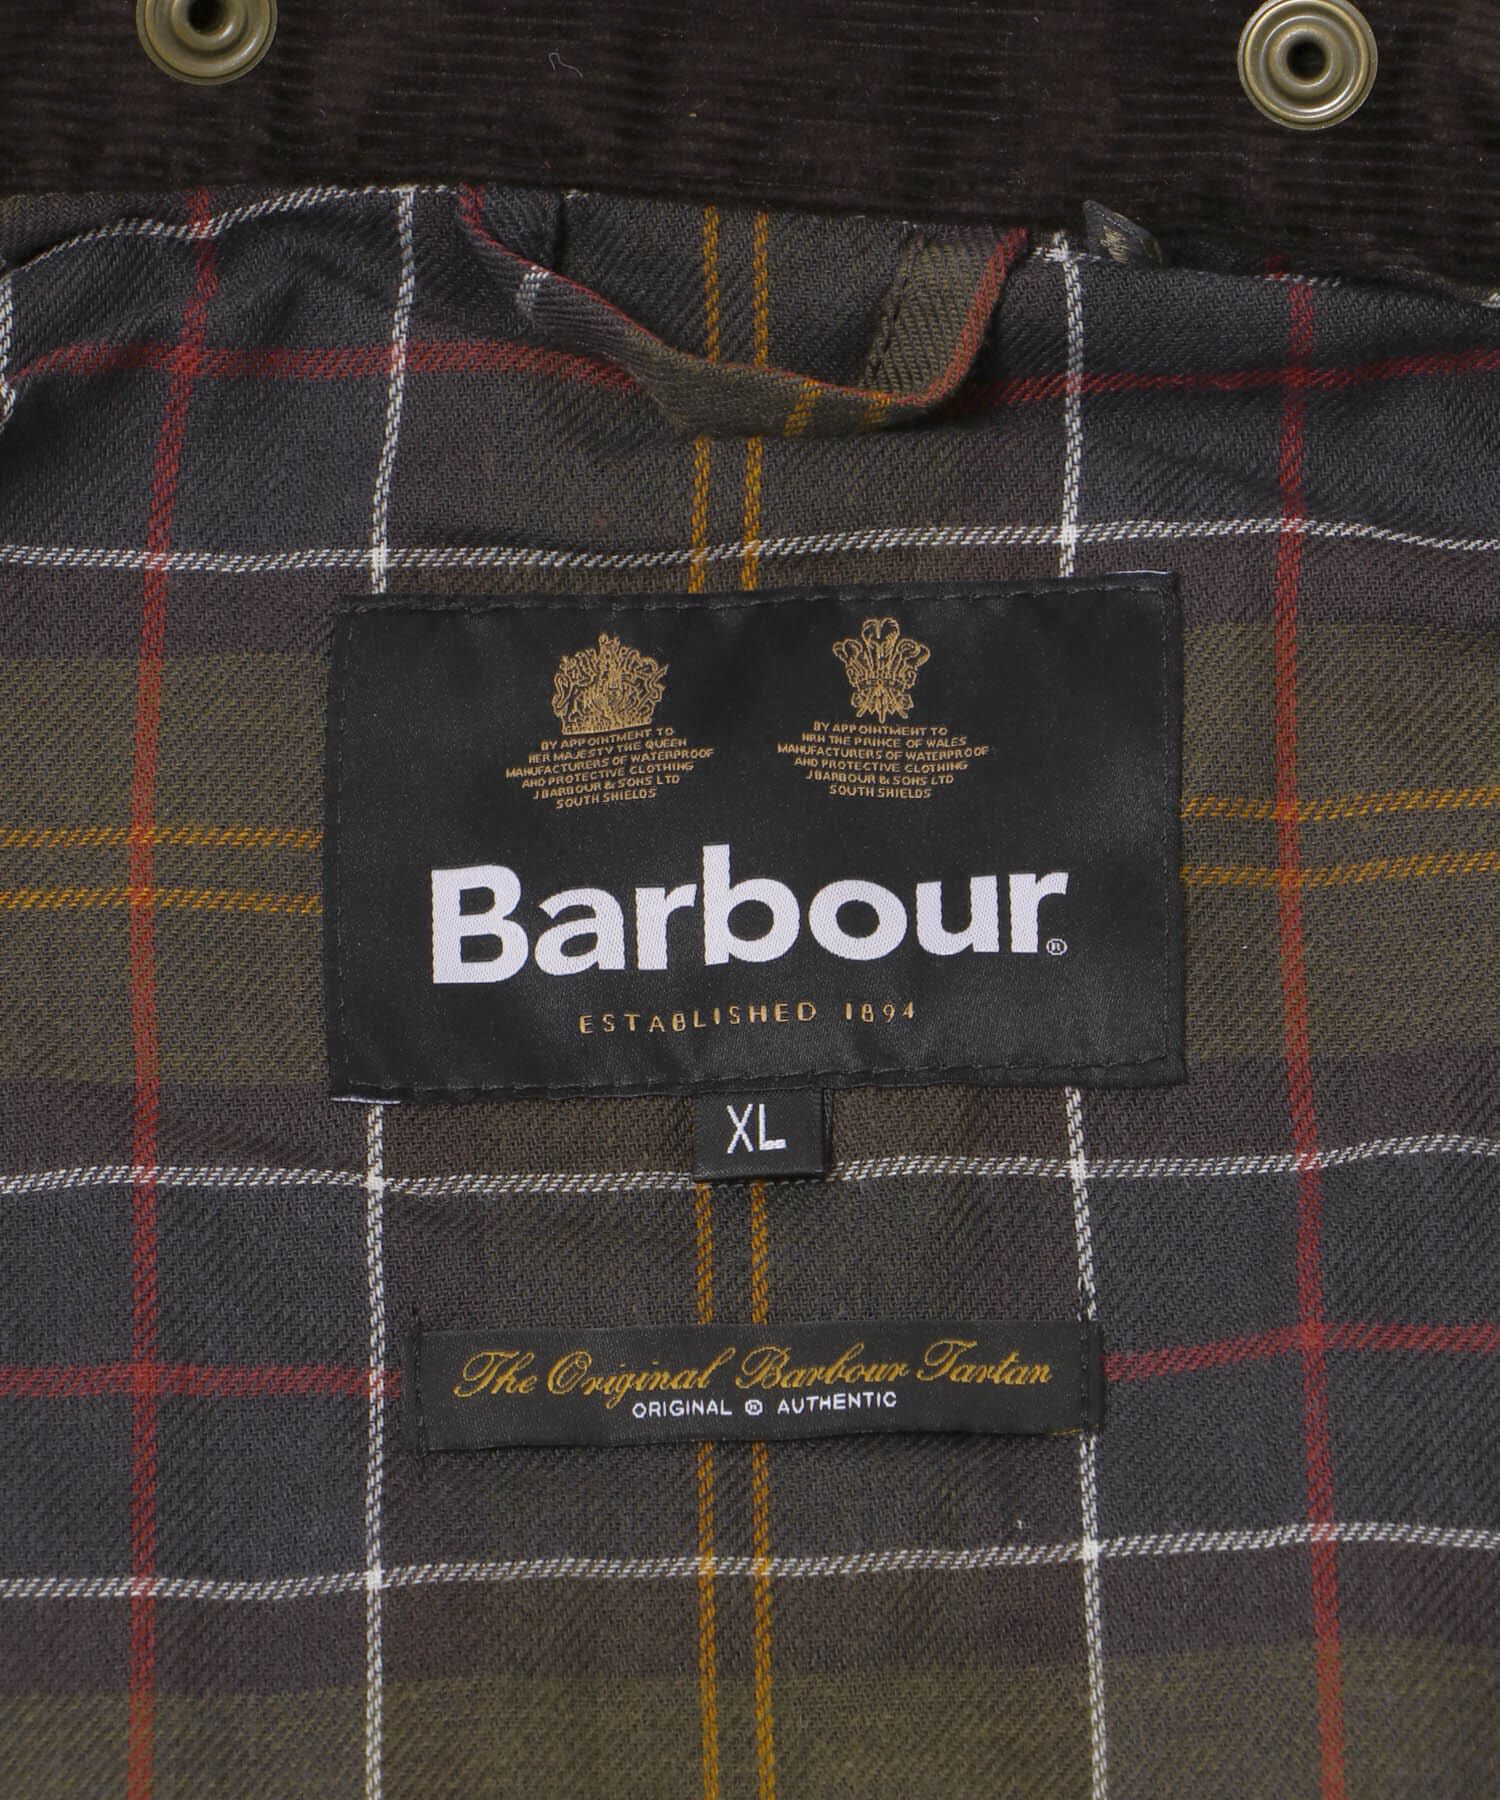 BY APPOINTMENT TO
HER MAJESTY THE QUEEN
MANUFACTURERS OF WATERPROOF
AND PROTECTIVE CLOTHING
J BARBOUR & SONS LTD
SOUTH SHIELDS
BY APPOINTMENT TO
HRH THE PRINCE OF WALES
MANUFACTURERS OF WATERPROOF
AND PROTECTIVE CLOTHING
J BARBOUR & SONS LTD
SOUTH SHIELDS
Barbour®
ESTABLISHED 1894
XL
The Original Barbour Tartan
ORIGINAL ® AUTHENTIC